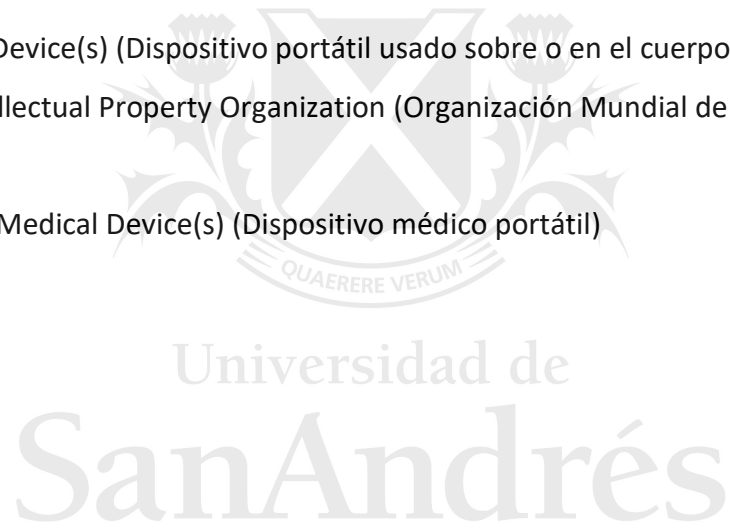 Device(s) (Dispositivo portátil usado sobre o en el cuerpo
llectual Property Organization (Organización Mundial de
Medical Device(s) (Dispositivo médico portátil)
QUAERERE VERUM
Universidad de
SanAndrés